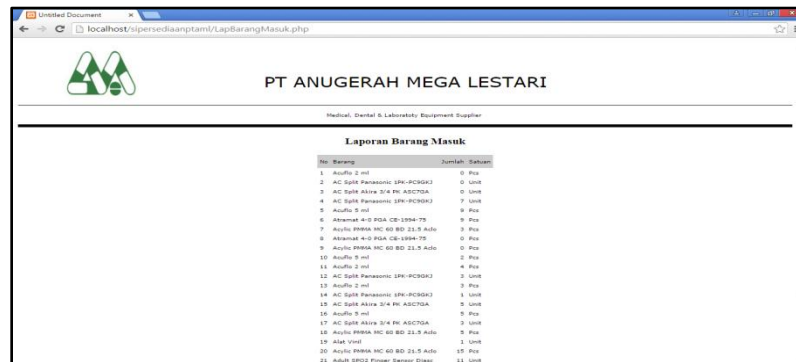 Untitled Document
localhost/sipersediaanptaml/LapBarangMasuk.php
PT ANUGERAH MEGA LESTARI
Medical, Dental & Laboratoty Equipment Supplier
Laporan Barang Masuk
No Barang Jumlah Satuan
1 Acuflo 2 ml 0 Pcs
2 AC Split Panasonic 1PK-PC9GKJ 0 Unit
3 AC Split Akira 3/4 PK ASC7GA 0 Unit
4 AC Split Panasonic 1PK-PC9GKJ 7 Unit
5 Acuflo 5 ml 8 Pcs
6 Atramat 4-0 PGA CE-1994-75 9 Pcs
7 Acylic PMMA MC 60 BD 21.5 Aclo 3 Pcs
8 Atramat 4-0 PGA CE-1994-75 0 Pcs
9 Acylic PMMA MC 60 BD 21.5 Aclo 0 Pcs
10 Acuflo 5 ml 2 Pcs
11 Acuflo 2 ml 4 Pcs
12 AC Split Panasonic 1PK-PC9GKJ 3 Unit
13 Acuflo 2 ml 3 Pcs
14 AC Split Panasonic 1PK-PC9GKJ 1 Unit
15 AC Split Akira 3/4 PK ASC7GA 5 Unit
16 Acuflo 5 ml 5 Pcs
17 AC Split Akira 3/4 PK ASC7GA 3 Unit
18 Acylic PMMA MC 60 BD 21.5 Aclo 5 Pcs
19 Alat Vinil 1 Unit
20 Acylic PMMA MC 60 BD 21.5 Aclo 15 Pcs
21 Adult SPO2 Finger Sensor Diasc 11 Unit